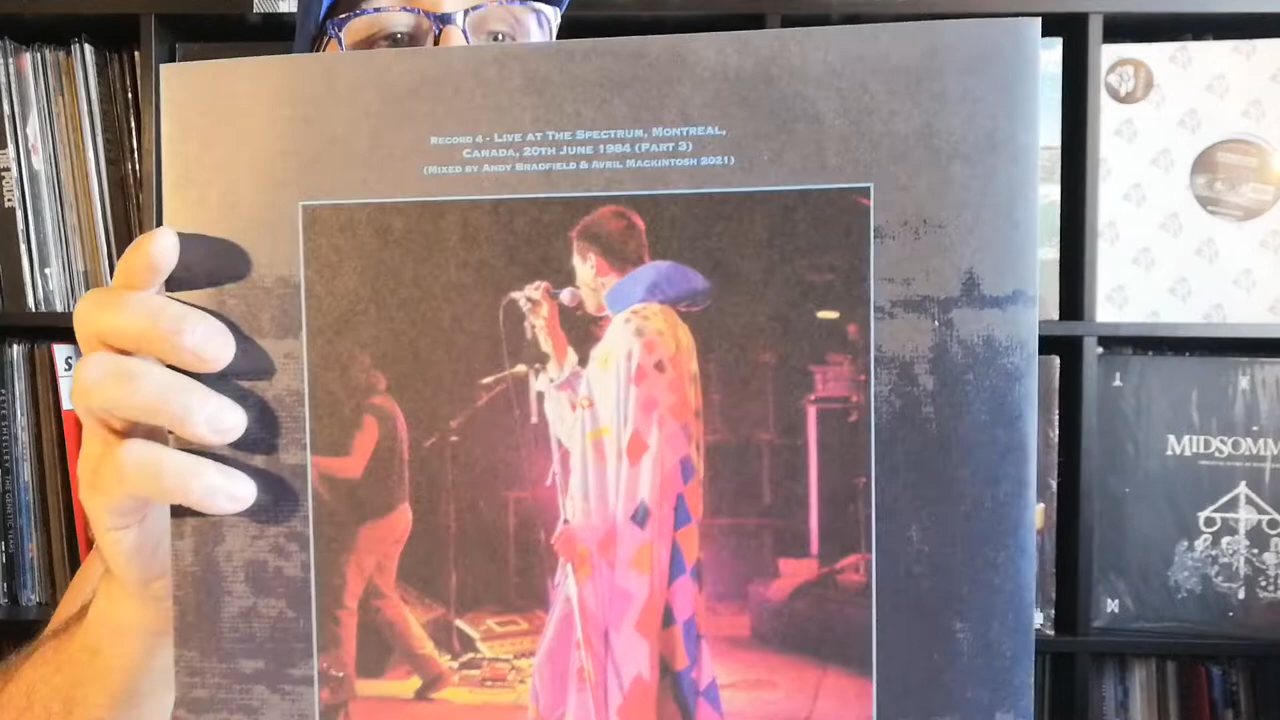 Record 4 - Live at The Spectrum, Montreal,
Canada, 20th June 1984 (Part 3)
(Mixed by Andy Bradfield & Avril Mackintosh 2021)
THE POLICE
PETE SHELLEY · THE GENETIC YEARS
S
MIDSOMM